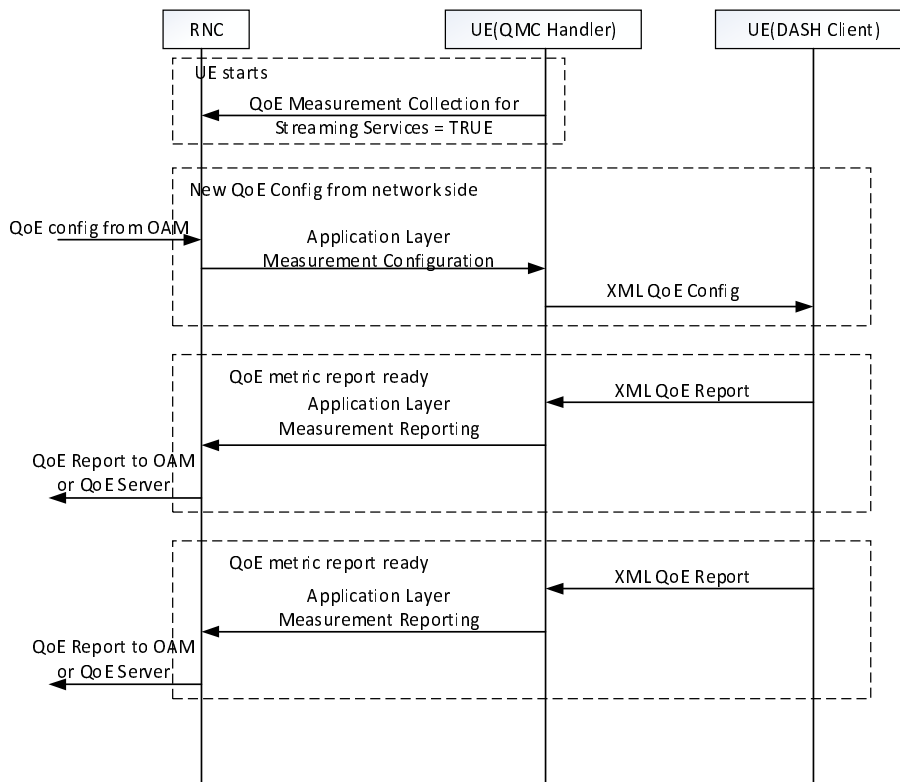 RNC
UE(QMC Handler)
UE(DASH Client)
UE starts
QoE Measurement Collection for
Streaming Services = TRUE
New QoE Config from network side
QoE config from OAM
Application Layer
Measurement Configuration
XML QoE Config
QoE metric report ready
XML QoE Report
Application Layer
Measurement Reporting
QoE Report to OAM
or QoE Server
QoE metric report ready
XML QoE Report
Application Layer
Measurement Reporting
QoE Report to OAM
or QoE Server